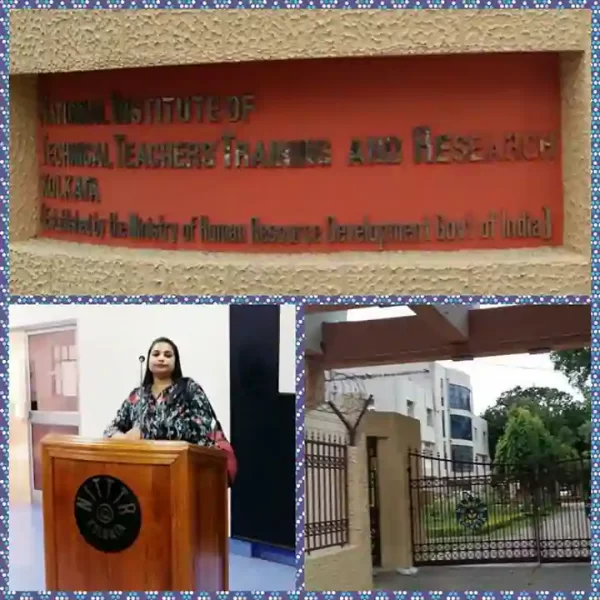 NATIONAL INSTITUTE OF
TECHNICAL TEACHERS' TRAINING AND RESEARCH
KOLKATA
(Established by the Ministry of Human Resource Development Govt of India)
NITTTR
KOLKATA